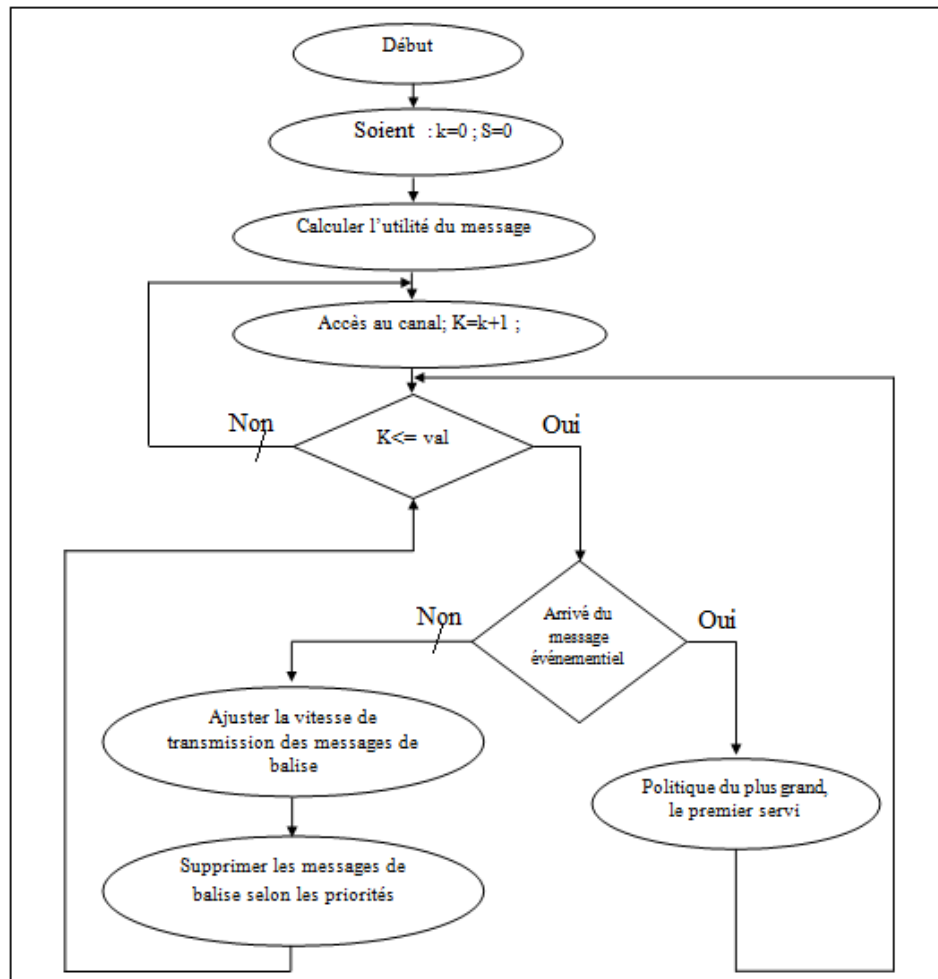 Début
Soient : k=0 ; S=0
Calculer l'utilité du message
Accès au canal; K=k+1 ;
Non
Oui
K<= val
Non
Oui
Arrivé du
message
événementiel
Ajuster la vitesse de
transmission des messages de
balise
Politique du plus grand,
le premier servi
Supprimer les messages de
balise selon les priorités